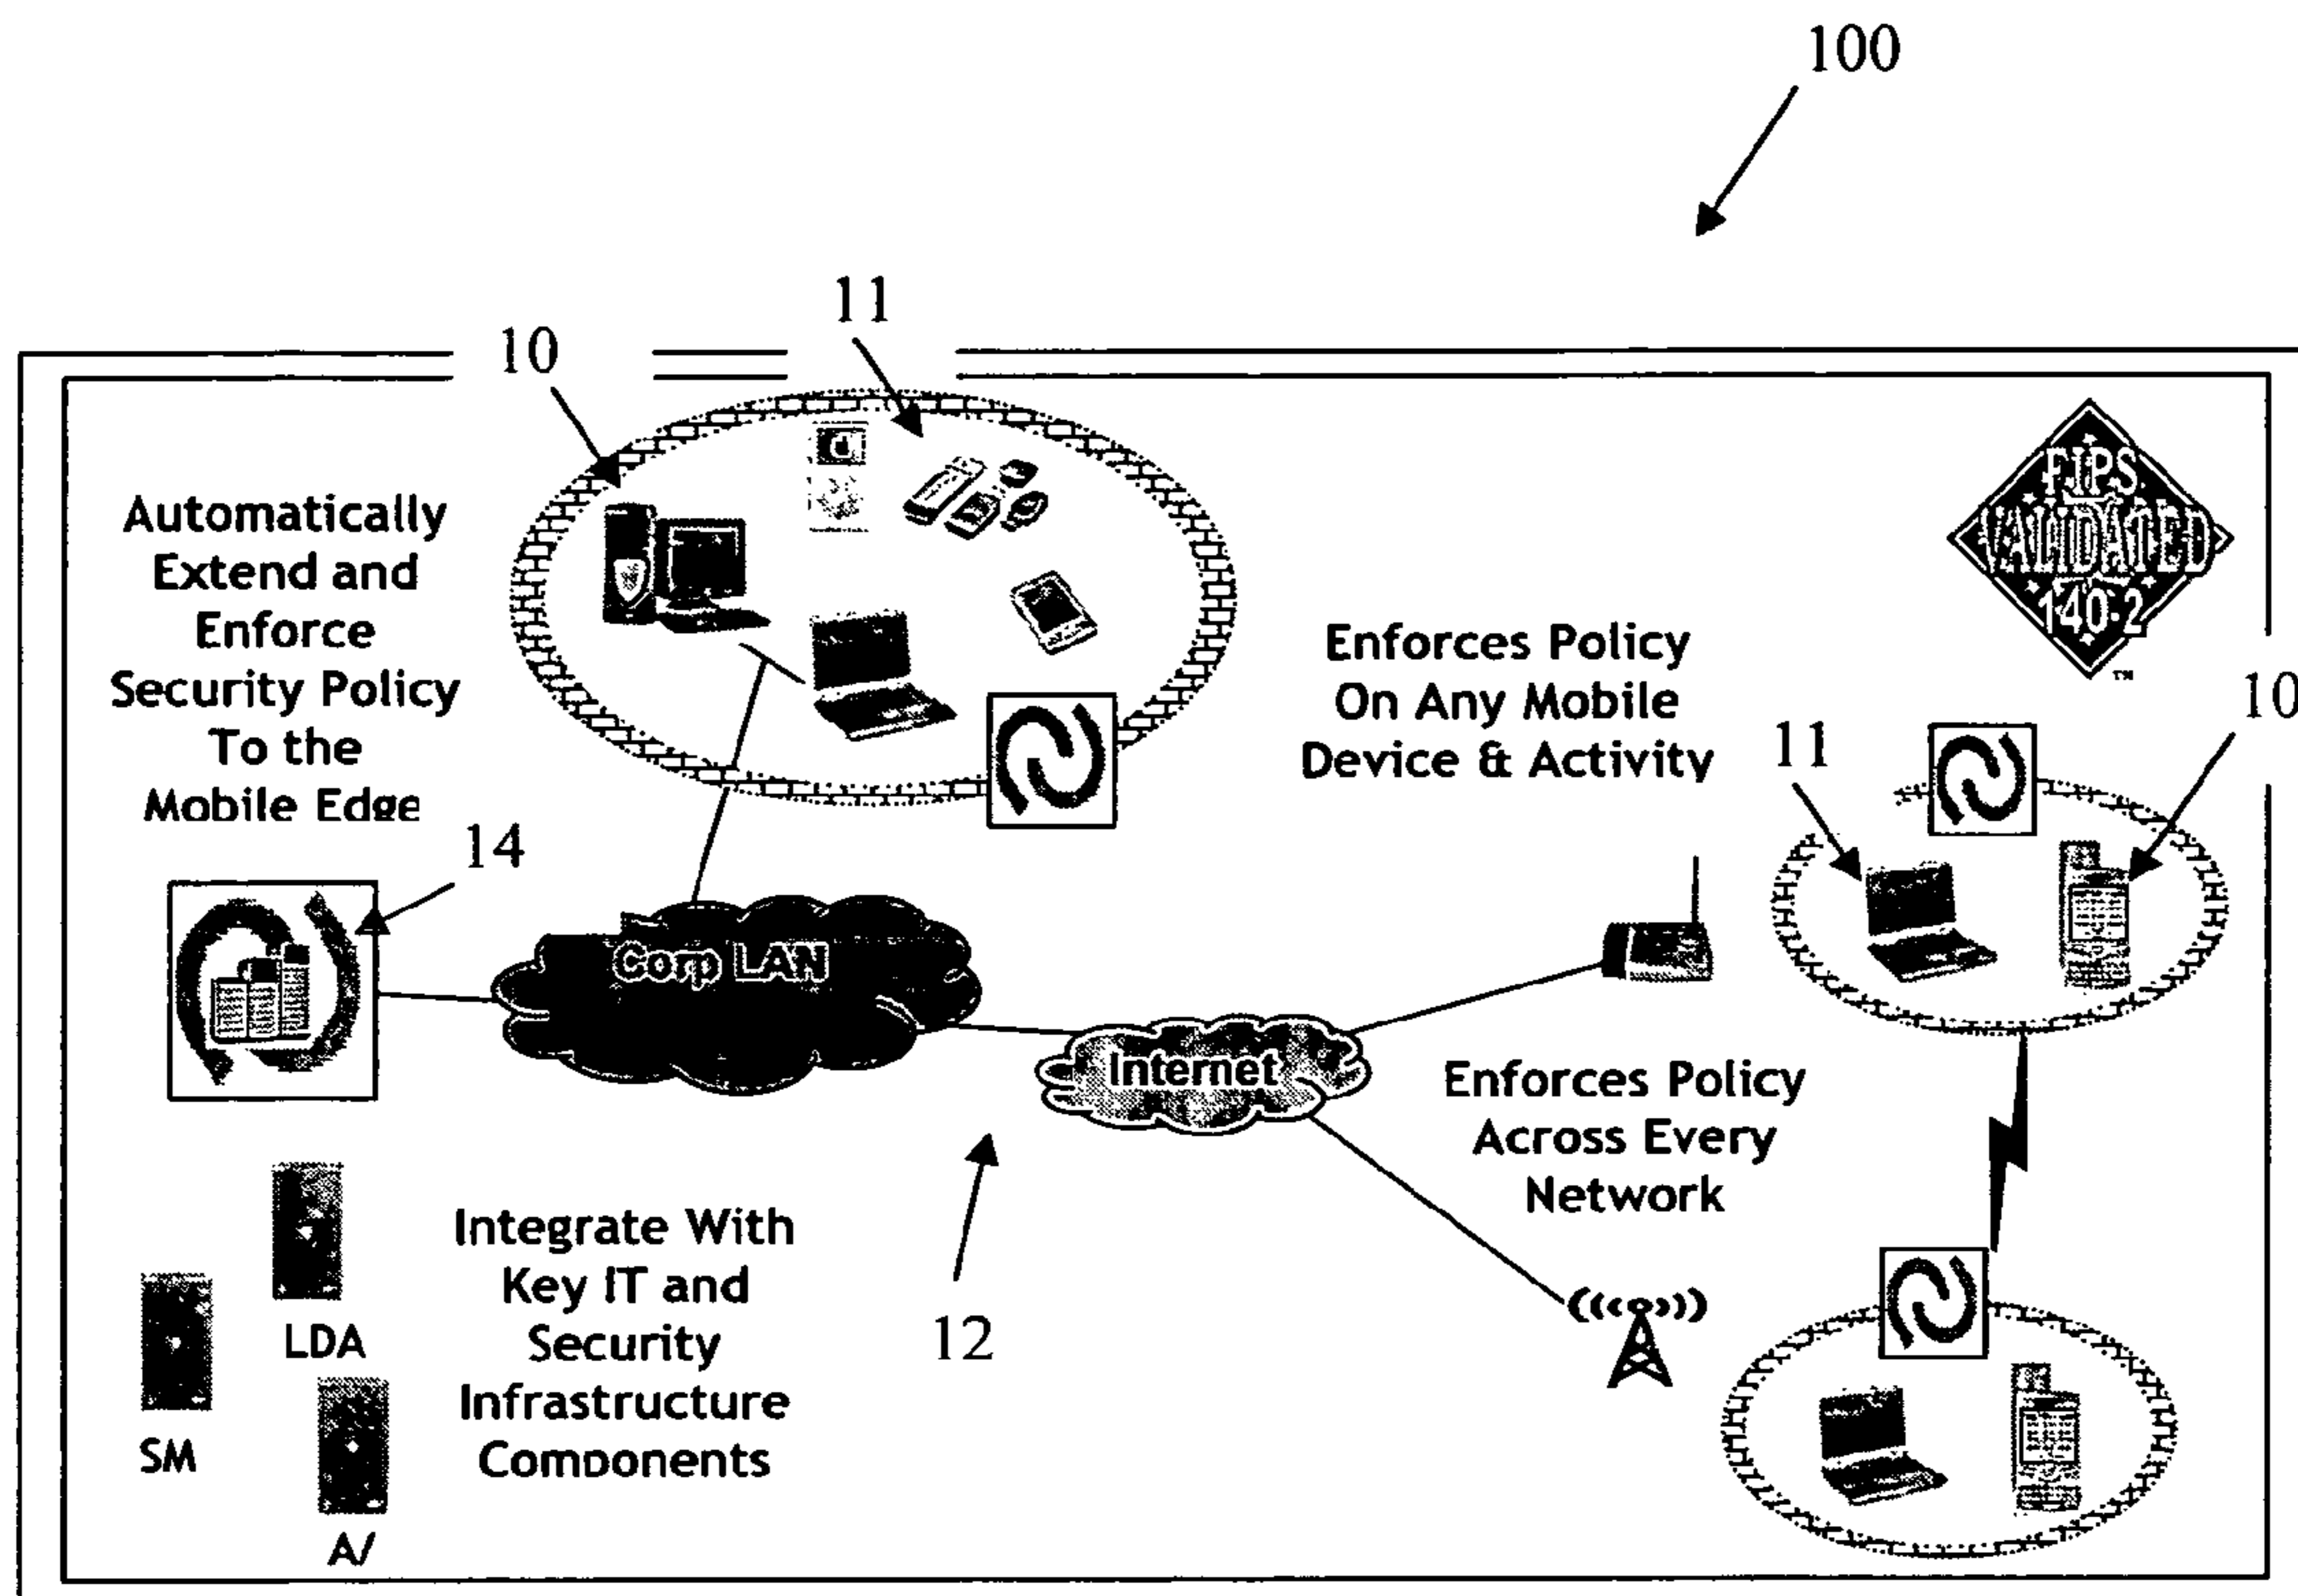 100
11
10
FIPS
VALIDATED
140-2
™
Automatically
Extend and
Enforce
Security Policy
To the
Mobile Edge
Enforces Policy
On Any Mobile
Device & Activity
10
11
14
Corp LAN
Internet
Enforces Policy
Across Every
Network
12
Integrate With
Key IT and
Security
Infrastructure
Components
LDA
SM
A/